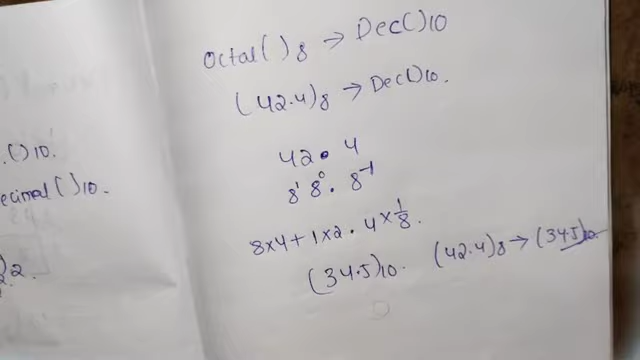 Octal( )8 → Dec( )10
(42.4)8 → Dec( )10.
.( )10.
ecimal( )10.
42 . 4
8¹ 8⁰ . 8⁻¹
8×4+1×2 . 4×1/8.
(34.5)10. (42.4)8 → (34.5)10
)2
2.